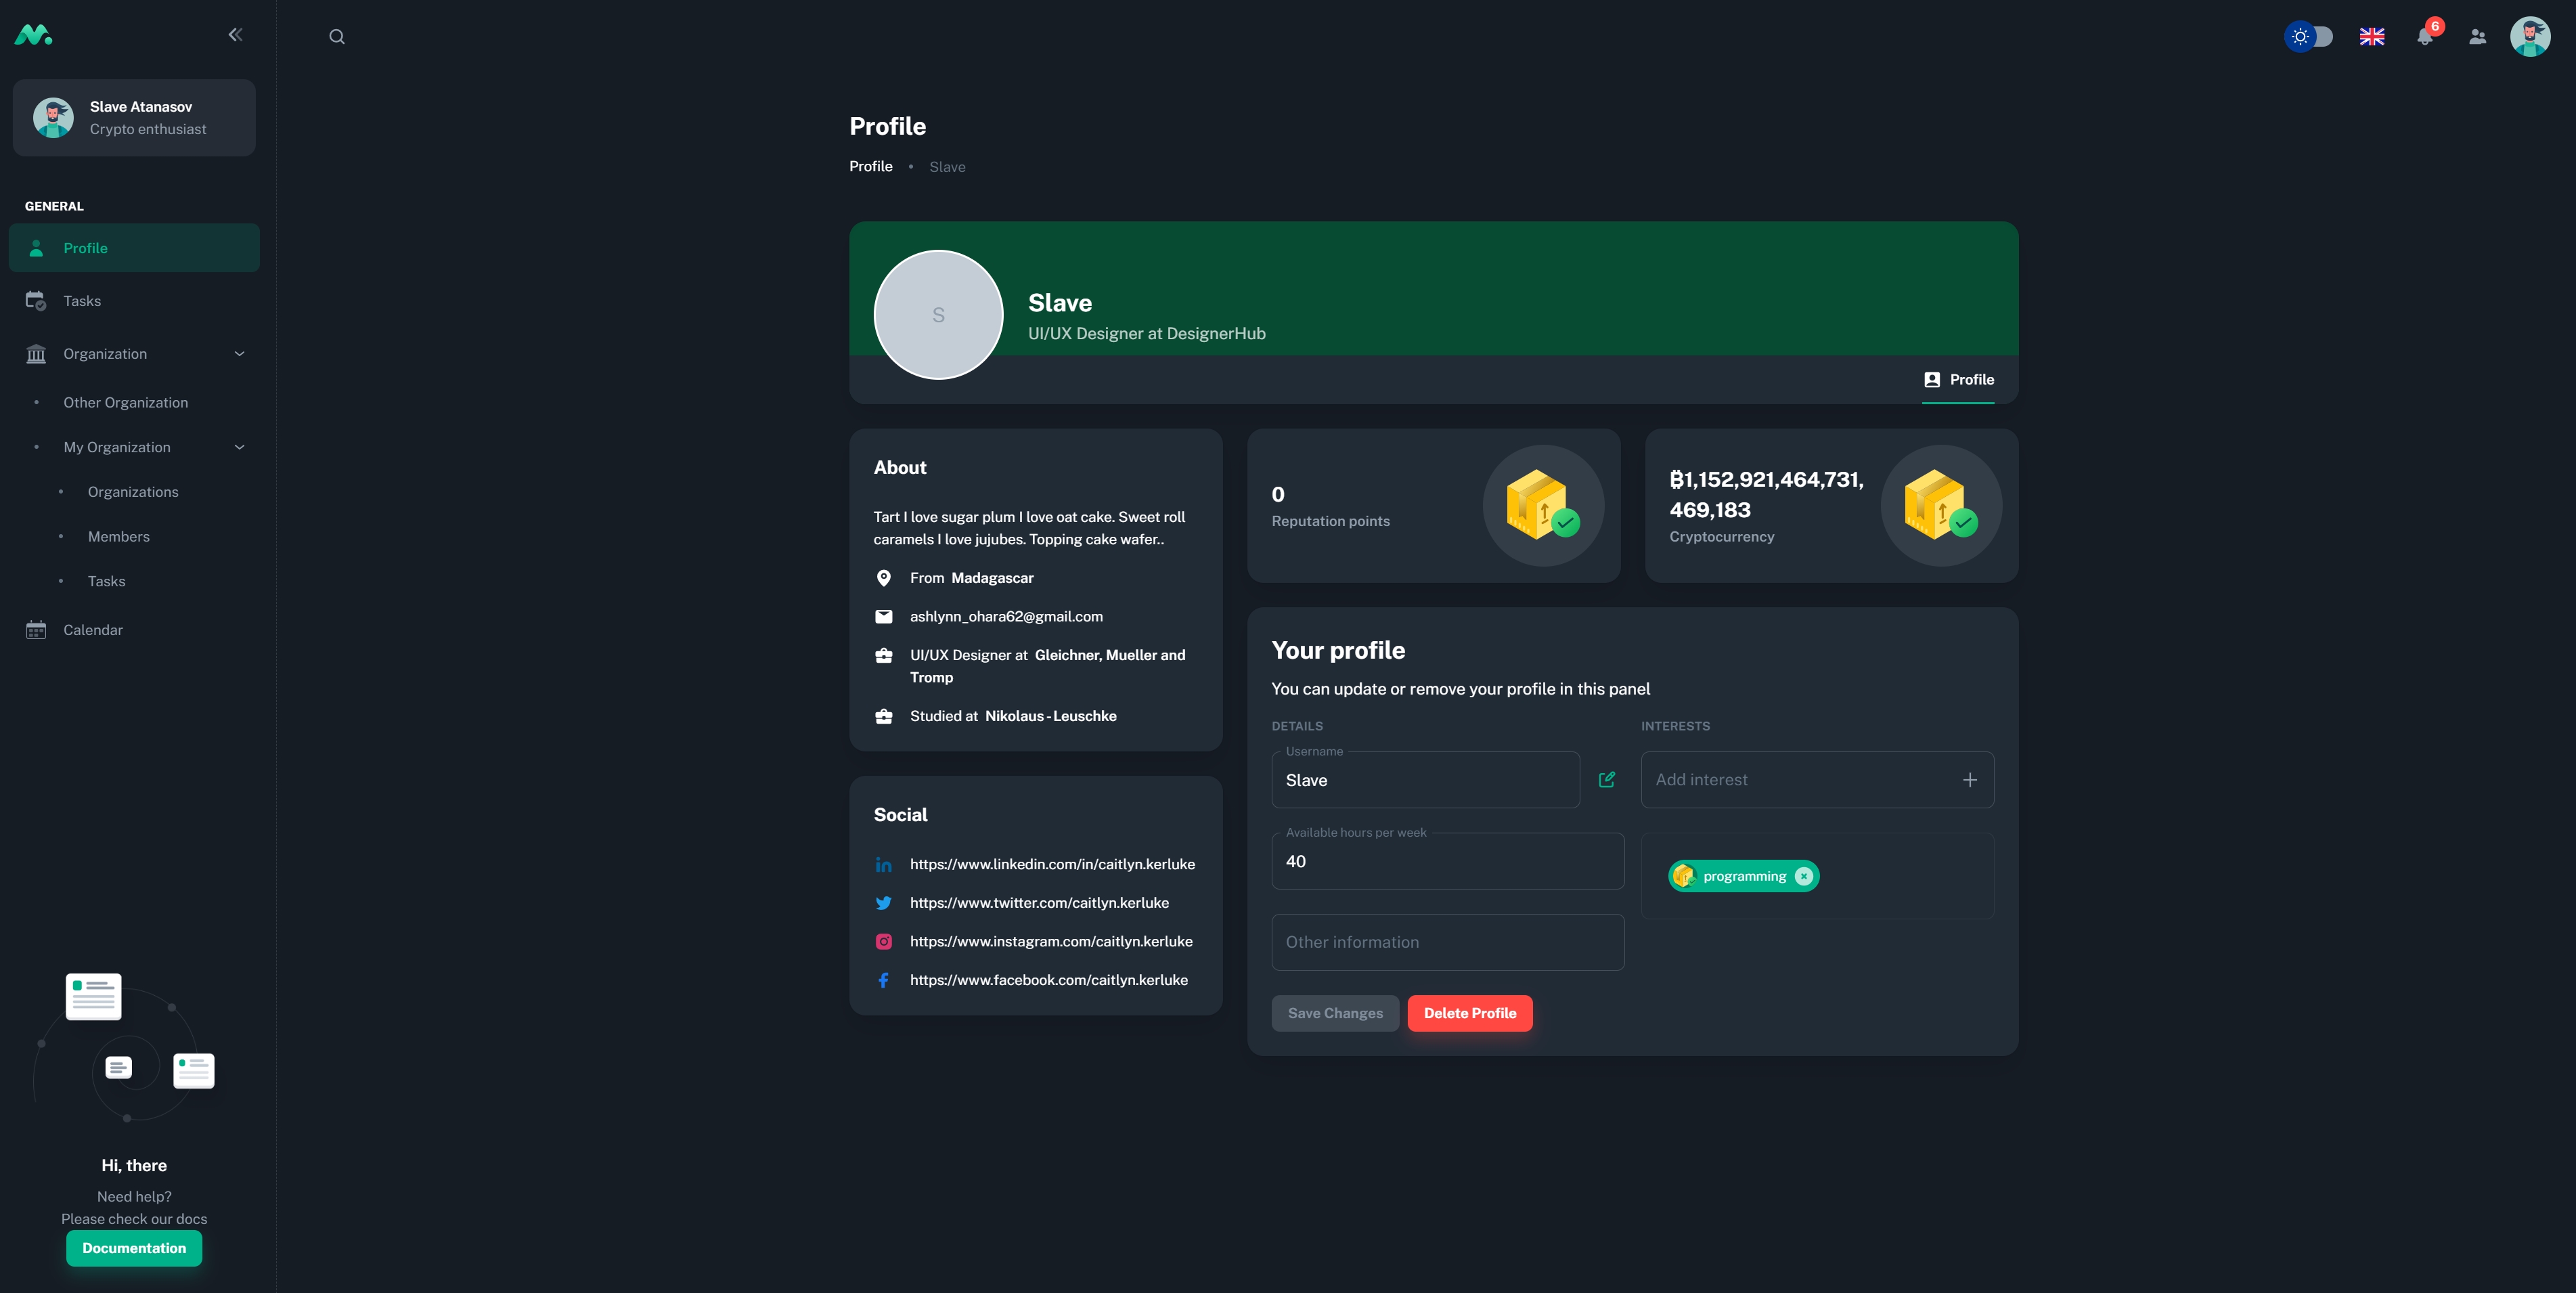 Slave Atanasov
Crypto enthusiast
GENERAL
Profile
Tasks
Organization
Other Organization
My Organization
Organizations
Members
Tasks
Calendar
Hi, there
Need help?
Please check our docs
Documentation
6
Profile
Profile • Slave
S
Slave
UI/UX Designer at DesignerHub
Profile
About
Tart I love sugar plum I love oat cake. Sweet roll
caramels I love jujubes. Topping cake wafer..
From Madagascar
ashlynn_ohara62@gmail.com
UI/UX Designer at Gleichner, Mueller and
Tromp
Studied at Nikolaus - Leuschke
Social
https://www.linkedin.com/in/caitlyn.kerluke
https://www.twitter.com/caitlyn.kerluke
https://www.instagram.com/caitlyn.kerluke
https://www.facebook.com/caitlyn.kerluke
0
Reputation points
₿1,152,921,464,731,
469,183
Cryptocurrency
Your profile
You can update or remove your profile in this panel
DETAILS
Username
Slave
Available hours per week
40
Other information
INTERESTS
Add interest
programming
Save Changes
Delete Profile